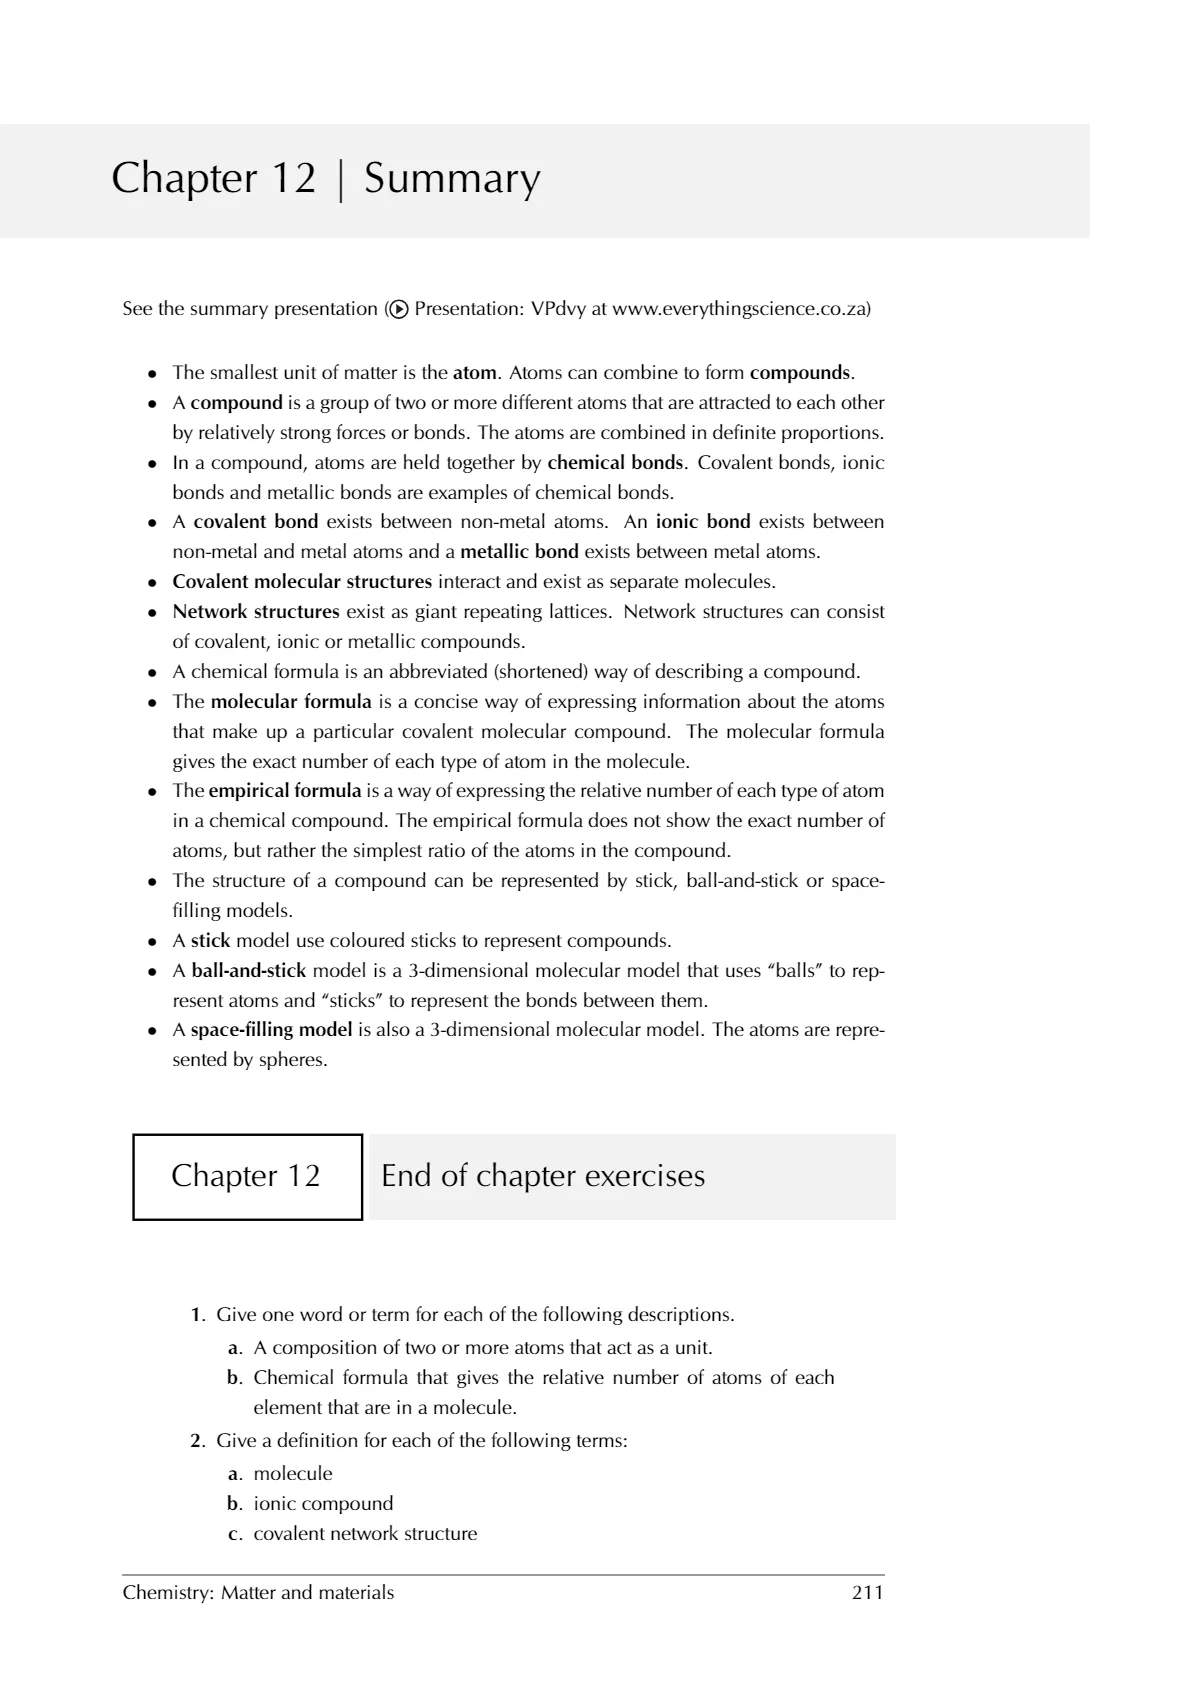 Chapter 12 | Summary
See the summary presentation ( Presentation: VPdvy at www.everythingscience.co.za)
• The smallest unit of matter is the atom. Atoms can combine to form compounds.
• A compound is a group of two or more different atoms that are attracted to each other
by relatively strong forces or bonds. The atoms are combined in definite proportions.
• In a compound, atoms are held together by chemical bonds. Covalent bonds, ionic
bonds and metallic bonds are examples of chemical bonds.
• A covalent bond exists between non-metal atoms. An ionic bond exists between
non-metal and metal atoms and a metallic bond exists between metal atoms.
• Covalent molecular structures interact and exist as separate molecules.
• Network structures exist as giant repeating lattices. Network structures can consist
of covalent, ionic or metallic compounds.
• A chemical formula is an abbreviated (shortened) way of describing a compound.
• The molecular formula is a concise way of expressing information about the atoms
that make up a particular covalent molecular compound. The molecular formula
gives the exact number of each type of atom in the molecule.
• The empirical formula is a way of expressing the relative number of each type of atom
in a chemical compound. The empirical formula does not show the exact number of
atoms, but rather the simplest ratio of the atoms in the compound.
• The structure of a compound can be represented by stick, ball-and-stick or space-
filling models.
• A stick model use coloured sticks to represent compounds.
• A ball-and-stick model is a 3-dimensional molecular model that uses “balls” to rep-
resent atoms and “sticks” to represent the bonds between them.
• A space-filling model is also a 3-dimensional molecular model. The atoms are repre-
sented by spheres.
Chapter 12 End of chapter exercises
1. Give one word or term for each of the following descriptions.
a. A composition of two or more atoms that act as a unit.
b. Chemical formula that gives the relative number of atoms of each
element that are in a molecule.
2. Give a definition for each of the following terms:
a. molecule
b. ionic compound
c. covalent network structure
Chemistry: Matter and materials 211